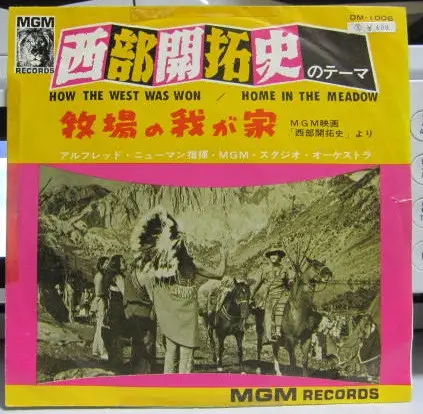 MGM
RECORDS
DM-1006
西部開拓史のテーマ
HOW THE WEST WAS WON / HOME IN THE MEADOW
牧場の我が家
MGM映画
「西部開拓史」より
アルフレッド・ニューマン指揮・MGM・スタジオ・オーケストラ
MGM RECORDS